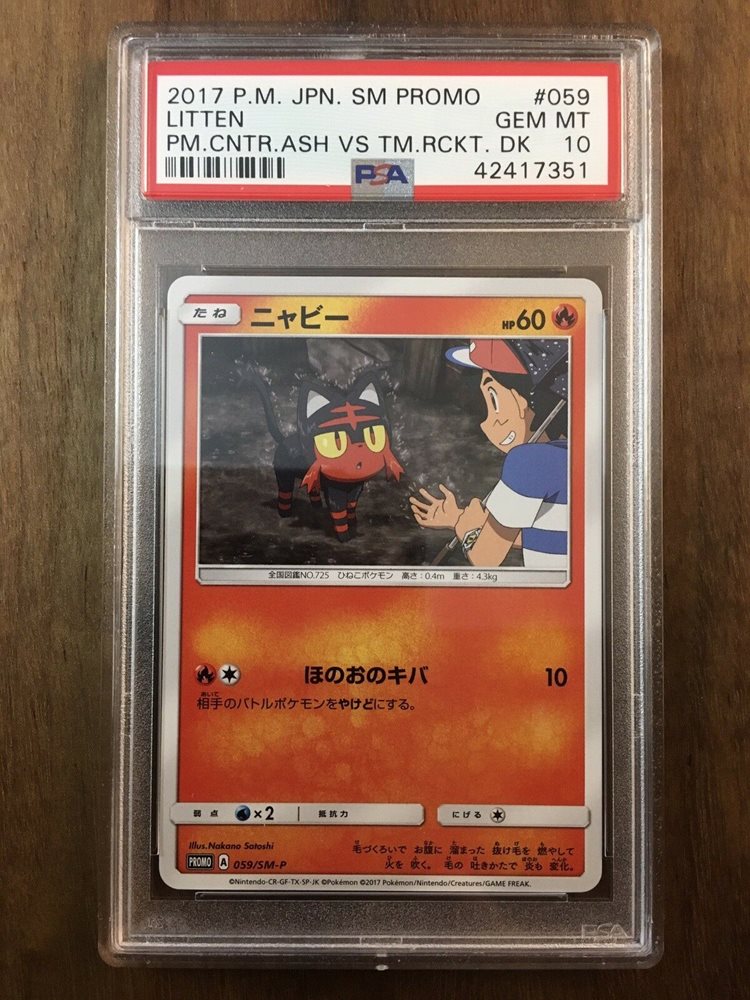 2017 P.M. JPN. SM PROMO #059
LITTEN GEM MT
PM.CNTR.ASH VS TM.RCKT. DK 10
PSA 42417351
たね ニャビー HP60
全国図鑑NO.725 ひねこポケモン 高さ:0.4m 重さ:4.3kg
ほのおのキバ 10
相手のバトルポケモンをやけどにする。
弱点 ×2 抵抗力 にげる
Illus.Nakano Satoshi
毛づくろいで お腹に 溜まった 抜け毛を 燃やして
火を 吹く。 毛の 吐きかたで 炎も 変化。
PROMO A 059/SM-P
©Nintendo・CR・GF・TX・SP・JK ©Pokémon ©2017 Pokémon/Nintendo/Creatures/GAME FREAK.
PSA